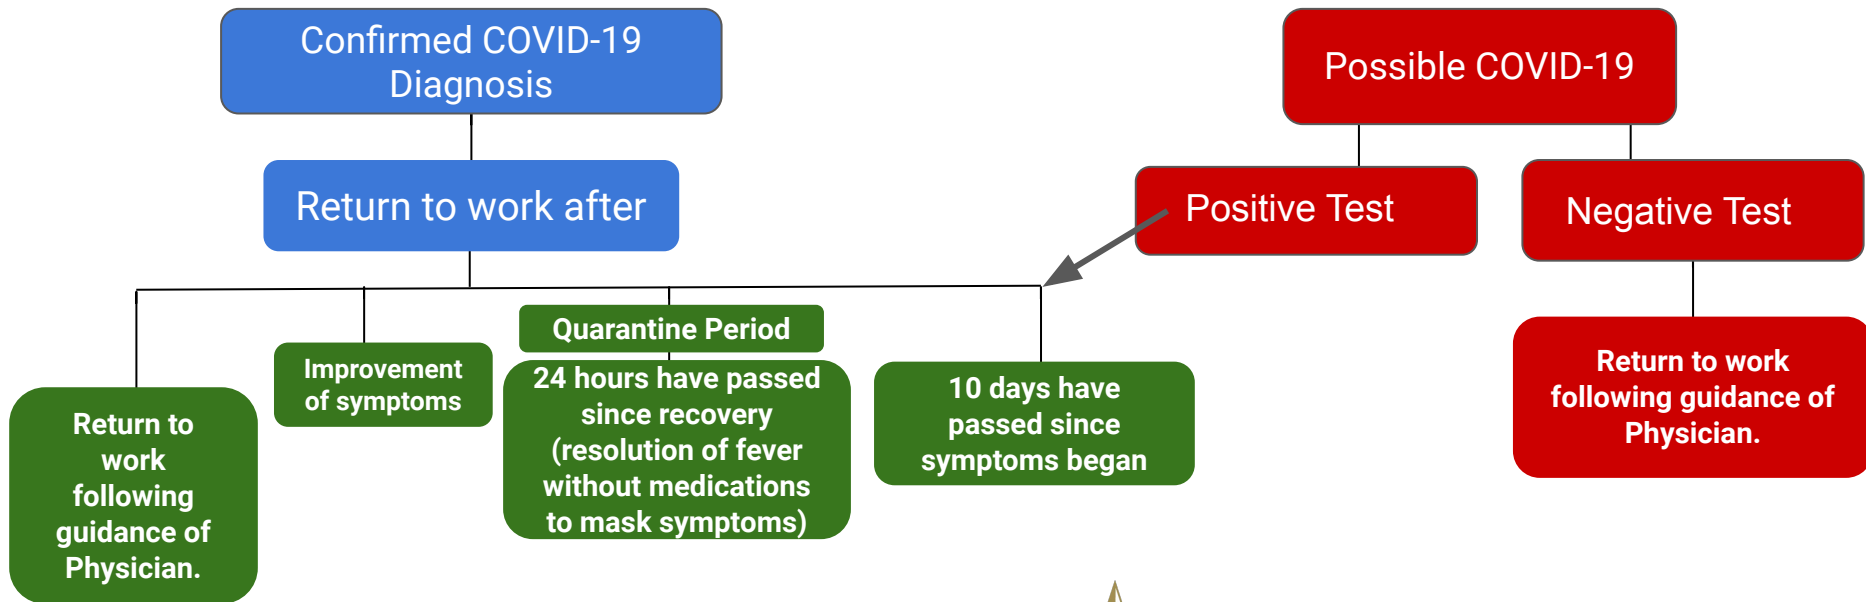 Confirmed COVID-19
Diagnosis
Possible COVID-19
Return to work after
Positive Test
Negative Test
Quarantine Period
Return to
work
following
guidance of
Physician.
Improvement
of symptoms
24 hours have passed
since recovery
(resolution of fever
without medications
to mask symptoms)
10 days have
passed since
symptoms began
Return to work
following guidance of
Physician.